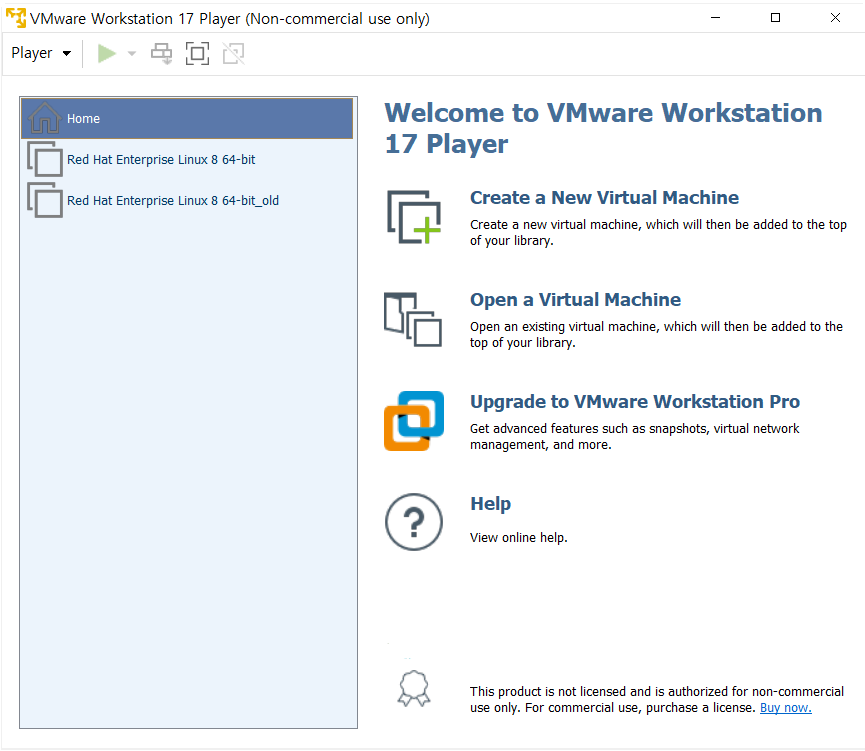 VMware Workstation 17 Player (Non-commercial use only)
Player
Home
Red Hat Enterprise Linux 8 64-bit
Red Hat Enterprise Linux 8 64-bit_old
Welcome to VMware Workstation
17 Player
Create a New Virtual Machine
Create a new virtual machine, which will then be added to the top
of your library.
Open a Virtual Machine
Open an existing virtual machine, which will then be added to the
top of your library.
Upgrade to VMware Workstation Pro
Get advanced features such as snapshots, virtual network
management, and more.
Help
View online help.
This product is not licensed and is authorized for non-commercial
use only. For commercial use, purchase a license. Buy now.